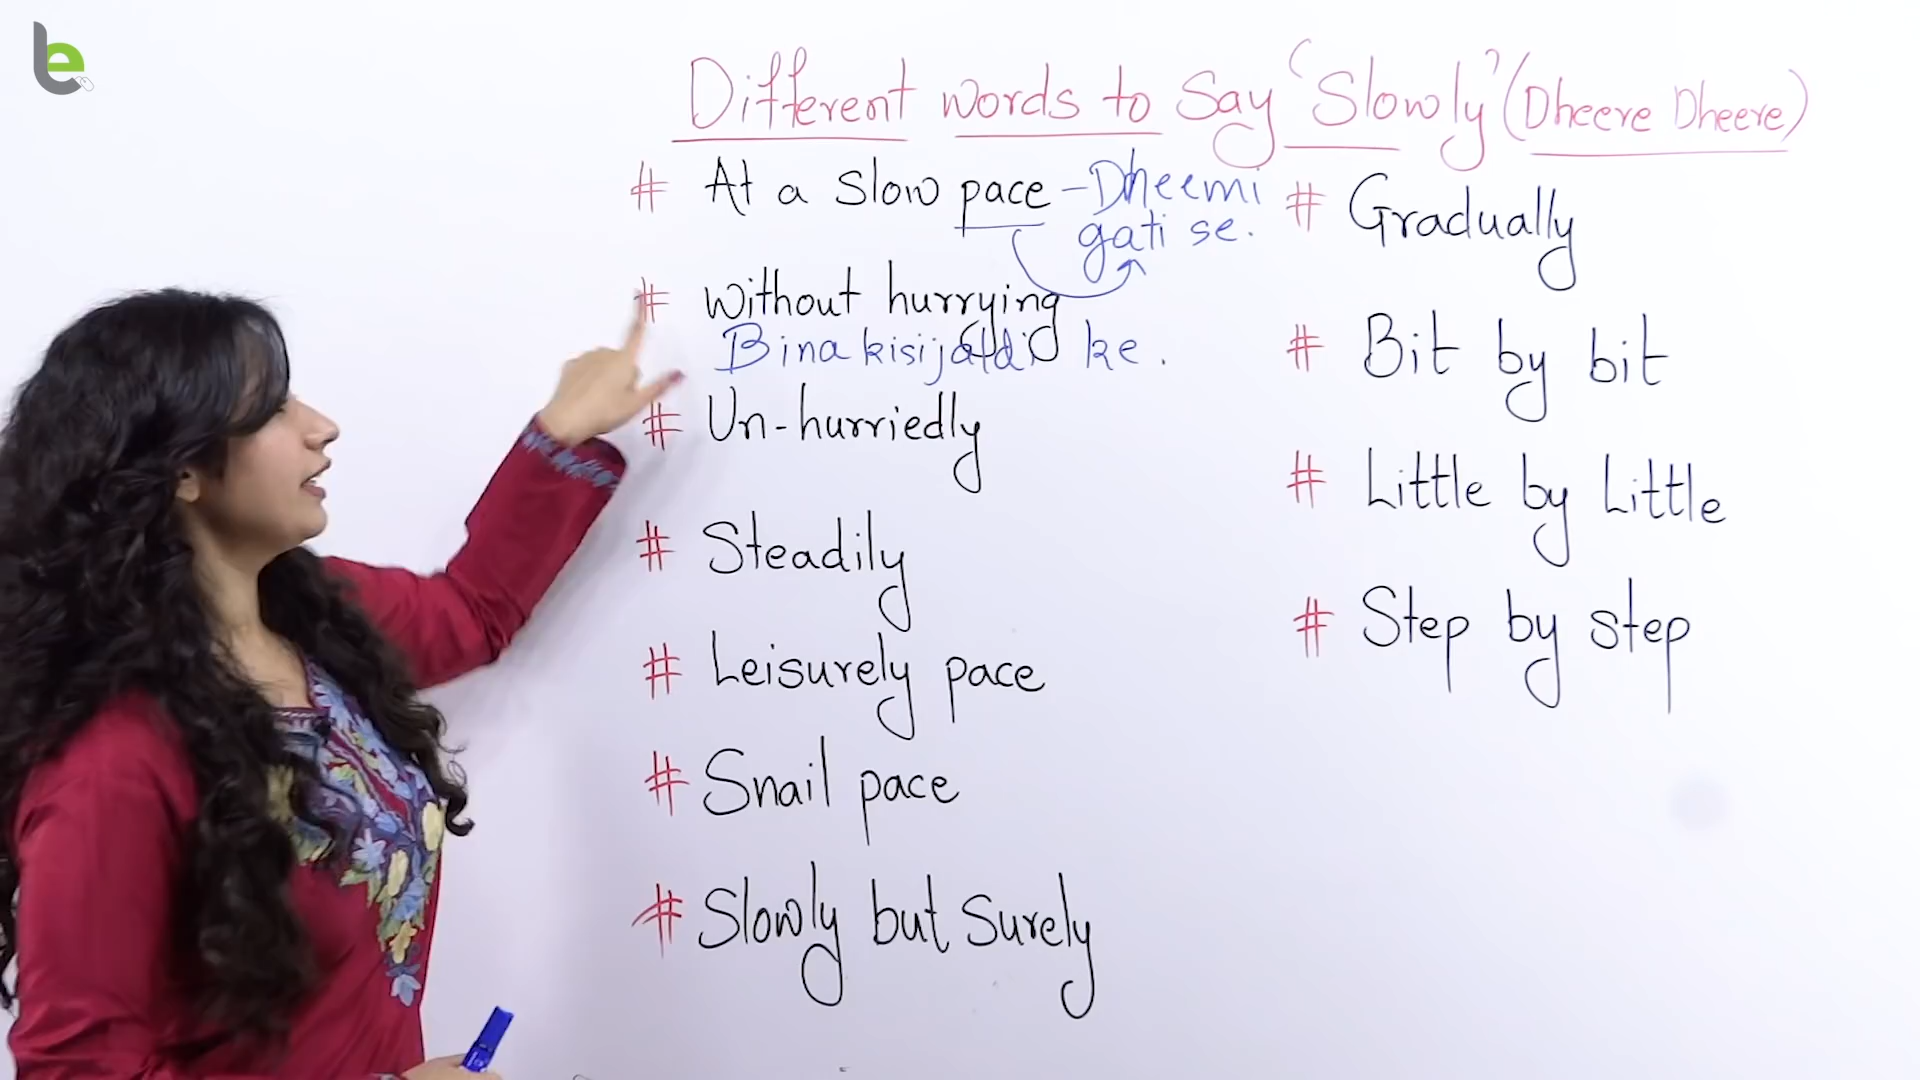 be
Different words to Say 'Slowly' (Dheere Dheere)
# At a slow pace - Dheemi
gati se.
# without hurrying
Bina kisi jaldi ke.
# Un-hurriedly
# Steadily
# Leisurely pace
# Snail pace
# Slowly but Surely
# Gradually
# Bit by bit
# Little by Little
# Step by step